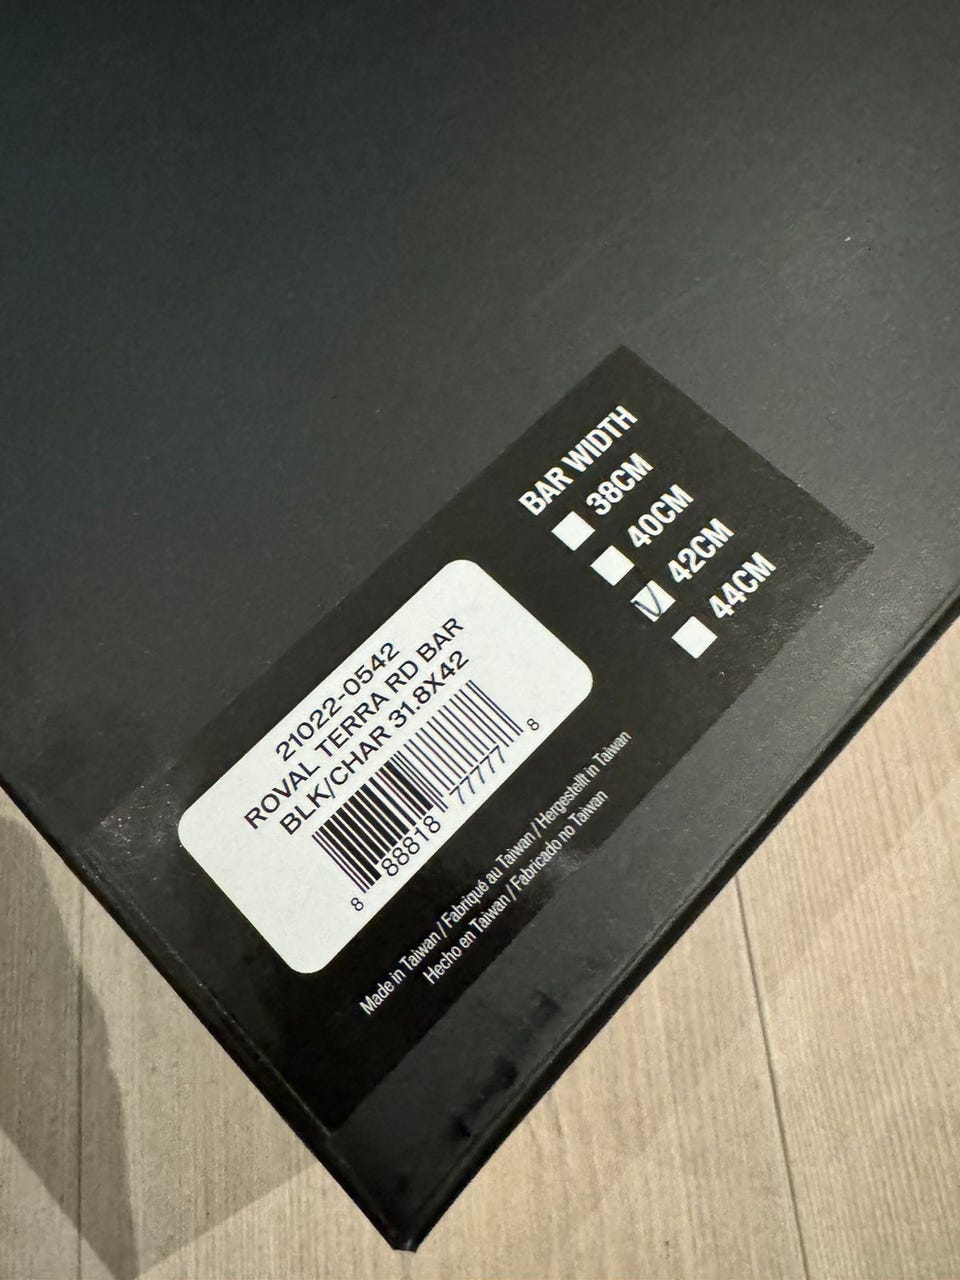 BAR WIDTH
38CM
40CM
42CM
44CM
21022-0542
ROVAL TERRA RD BAR
BLK/CHAR 31.8X42
8 88818 77777 8
Made in Taiwan / Fabriqué au Taiwan / Hergestellt in Taiwan
Hecho en Taiwan / Fabricado no Taiwan